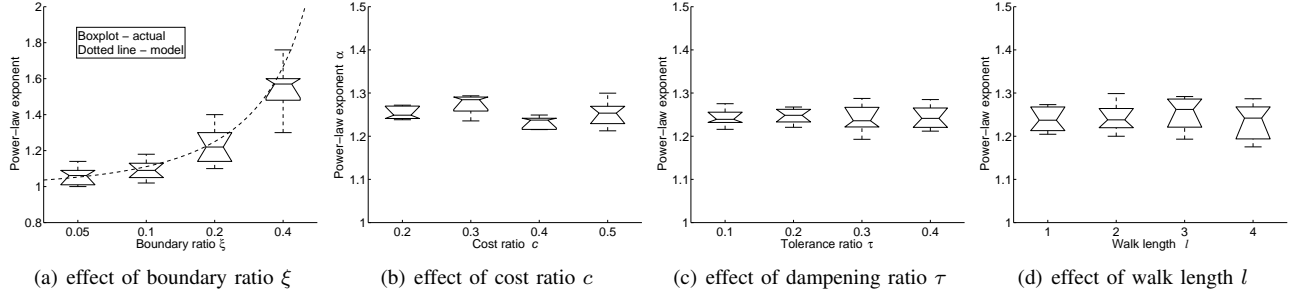 2
1.8
1.6
1.4
1.2
1
0.8
Power−law exponent
Boxplot − actual
Dotted line − model
0.05 0.1 0.2 0.4
Boundary ratio ξ
(a) effect of boundary ratio ξ
1.5
1.4
1.3
1.2
1.1
1
Power−law exponent α
0.2 0.3 0.4 0.5
Cost ratio c
(b) effect of cost ratio c
1.5
1.4
1.3
1.2
1.1
1
Power−law exponent
0.1 0.2 0.3 0.4
Tolerance ratio τ
(c) effect of dampening ratio τ
1.5
1.4
1.3
1.2
1.1
1
Power−law exponent
1 2 3 4
Walk length l
(d) effect of walk length l